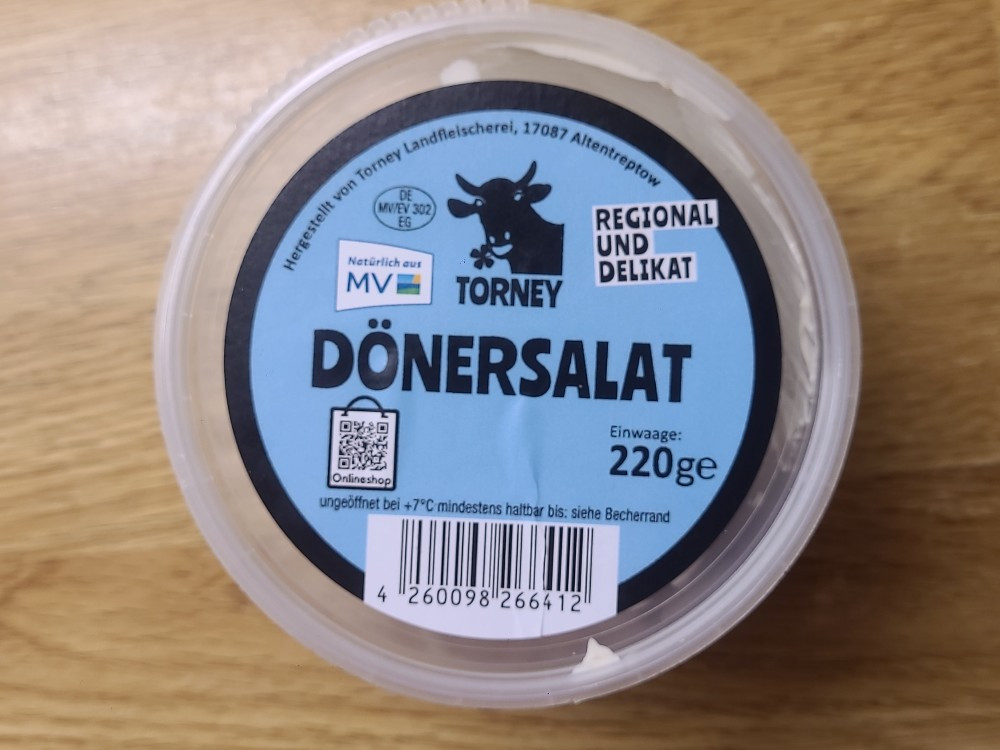 Hergestellt von Torney Landfleischerei, 17087 Altentreptow
DE
MV/EV 302
EG
Natürlich aus
MV
TORNEY
REGIONAL
UND
DELIKAT
DÖNERSALAT
Onlineshop
Einwaage:
220g℮
ungeöffnet bei +7°C mindestens haltbar bis: siehe Becherrand
4 260098 266412